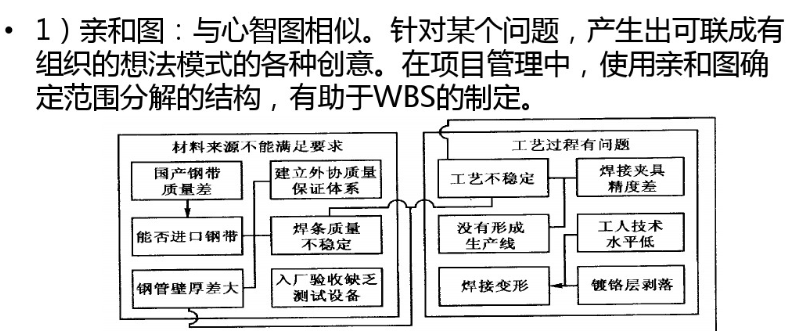 • 1）亲和图：与心智图相似。针对某个问题，产生出可联成有
组织的想法模式的各种创意。在项目管理中，使用亲和图确
定范围分解的结构，有助于WBS的制定。
材料来源不能满足要求
国产钢带
质量差
建立外协质量
保证体系
能否进口钢带
焊条质量
不稳定
钢管壁厚差大
入厂验收缺乏
测试设备
工艺过程有问题
工艺不稳定
焊接夹具
精度差
没有形成
生产线
工人技术
水平低
焊接变形
镀铬层剥落